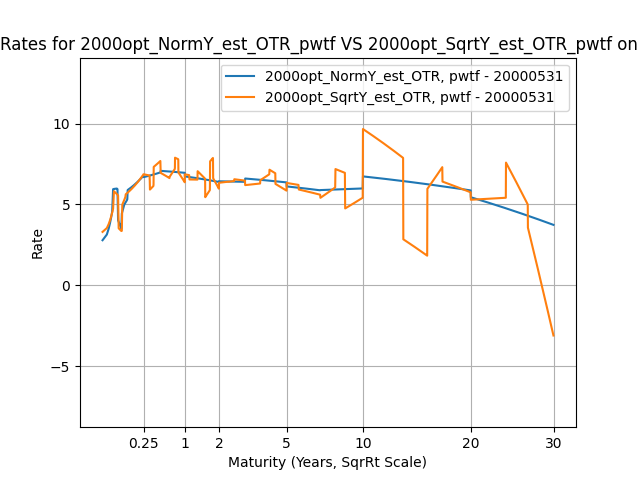 Rates for 2000opt_NormY_est_OTR_pwtf VS 2000opt_SqrtY_est_OTR_pwtf on
2000opt_NormY_est_OTR, pwtf - 20000531
2000opt_SqrtY_est_OTR, pwtf - 20000531
10
5
0
−5
Rate
0.25 1 2 5 10 20 30
Maturity (Years, SqrRt Scale)